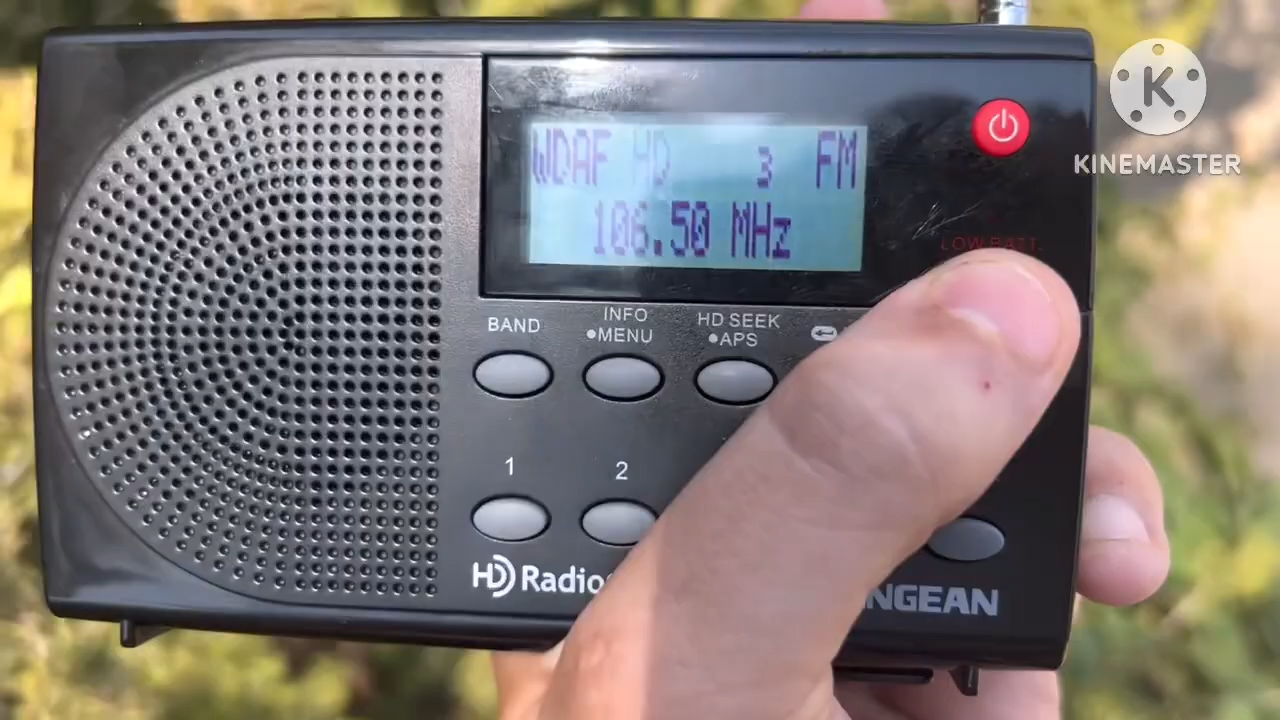 WDAF HD 3 FM
106.50 MHz
K
KINEMASTER
LOW BATT.
BAND
INFO
•MENU
HD SEEK
•APS
1
2
HD Radio
NGEAN